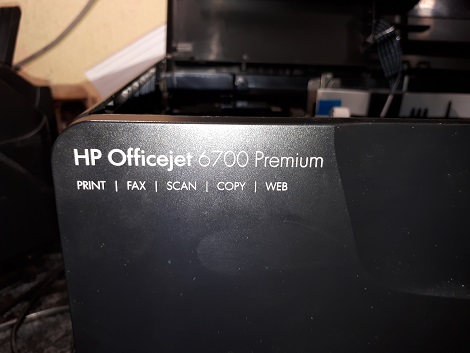 HP Officejet 6700 Premium
PRINT | FAX | SCAN | COPY | WEB